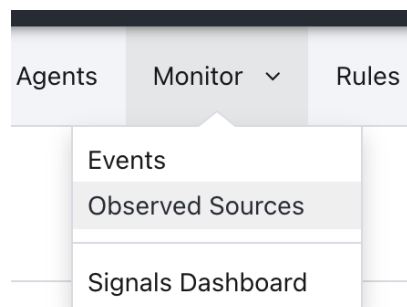 Agents Monitor Rules
Events
Observed Sources
Signals Dashboard